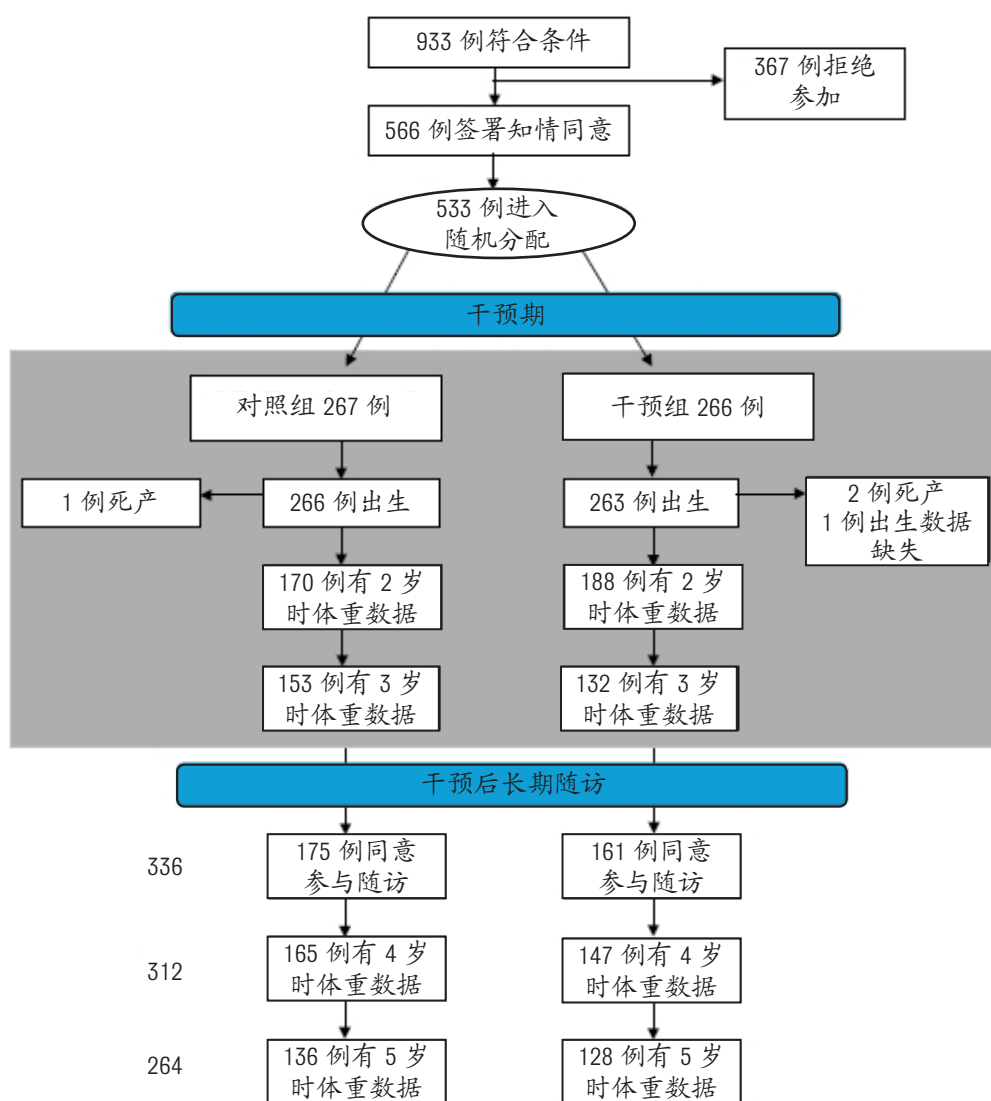 933 例符合条件
367 例拒绝
参加
566 例签署知情同意
533 例进入
随机分配
干预期
对照组 267 例
干预组 266 例
1 例死产
266 例出生
263 例出生
2 例死产
1 例出生数据
缺失
170 例有 2 岁
时体重数据
188 例有 2 岁
时体重数据
153 例有 3 岁
时体重数据
132 例有 3 岁
时体重数据
干预后长期随访
336
175 例同意
参与随访
161 例同意
参与随访
312
165 例有 4 岁
时体重数据
147 例有 4 岁
时体重数据
264
136 例有 5 岁
时体重数据
128 例有 5 岁
时体重数据